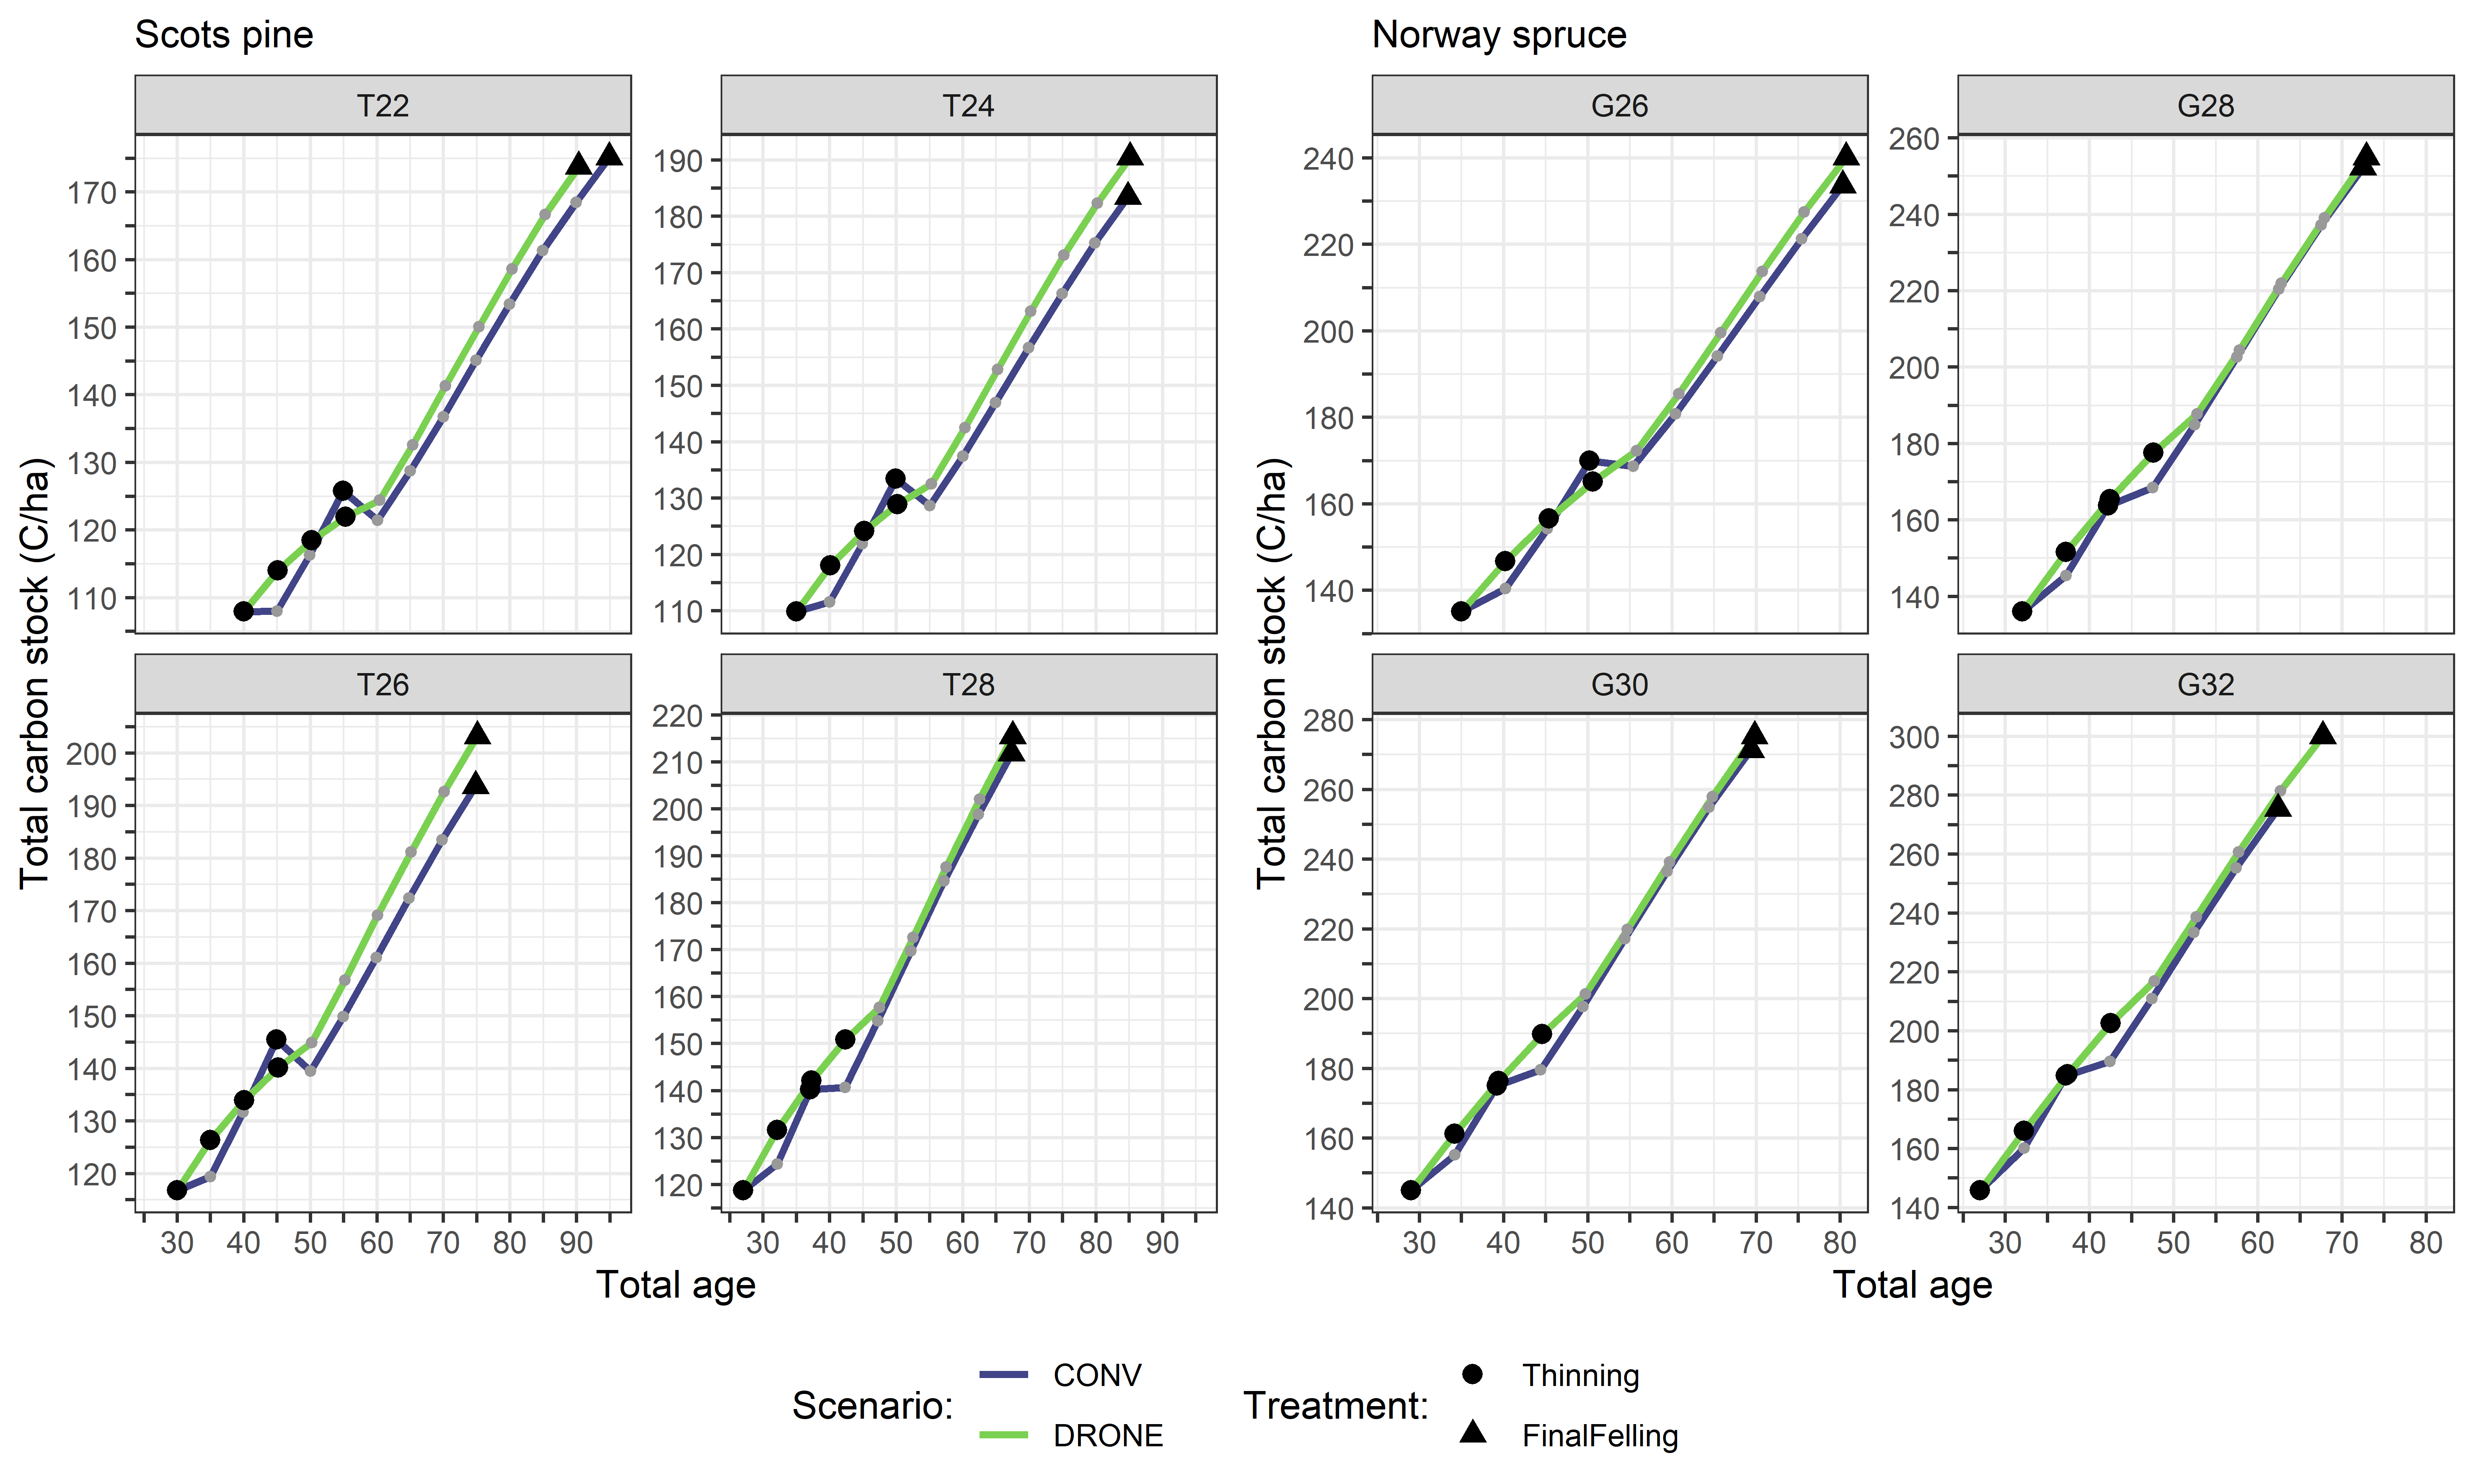 Scots pine
Norway spruce
T22
T24
G26
G28
170
160
150
140
130
120
110
190
180
170
160
150
140
130
120
110
240
220
200
180
160
140
260
240
220
200
180
160
140
Total carbon stock (C/ha)
Total carbon stock (C/ha)
T26
T28
G30
G32
200
190
180
170
160
150
140
130
120
220
210
200
190
180
170
160
150
140
130
120
280
260
240
220
200
180
160
140
300
280
260
240
220
200
180
160
140
30 40 50 60 70 80 90
30 40 50 60 70 80 90
30 40 50 60 70 80
30 40 50 60 70 80
Total age
Total age
Scenario:
CONV
DRONE
Treatment:
Thinning
FinalFelling